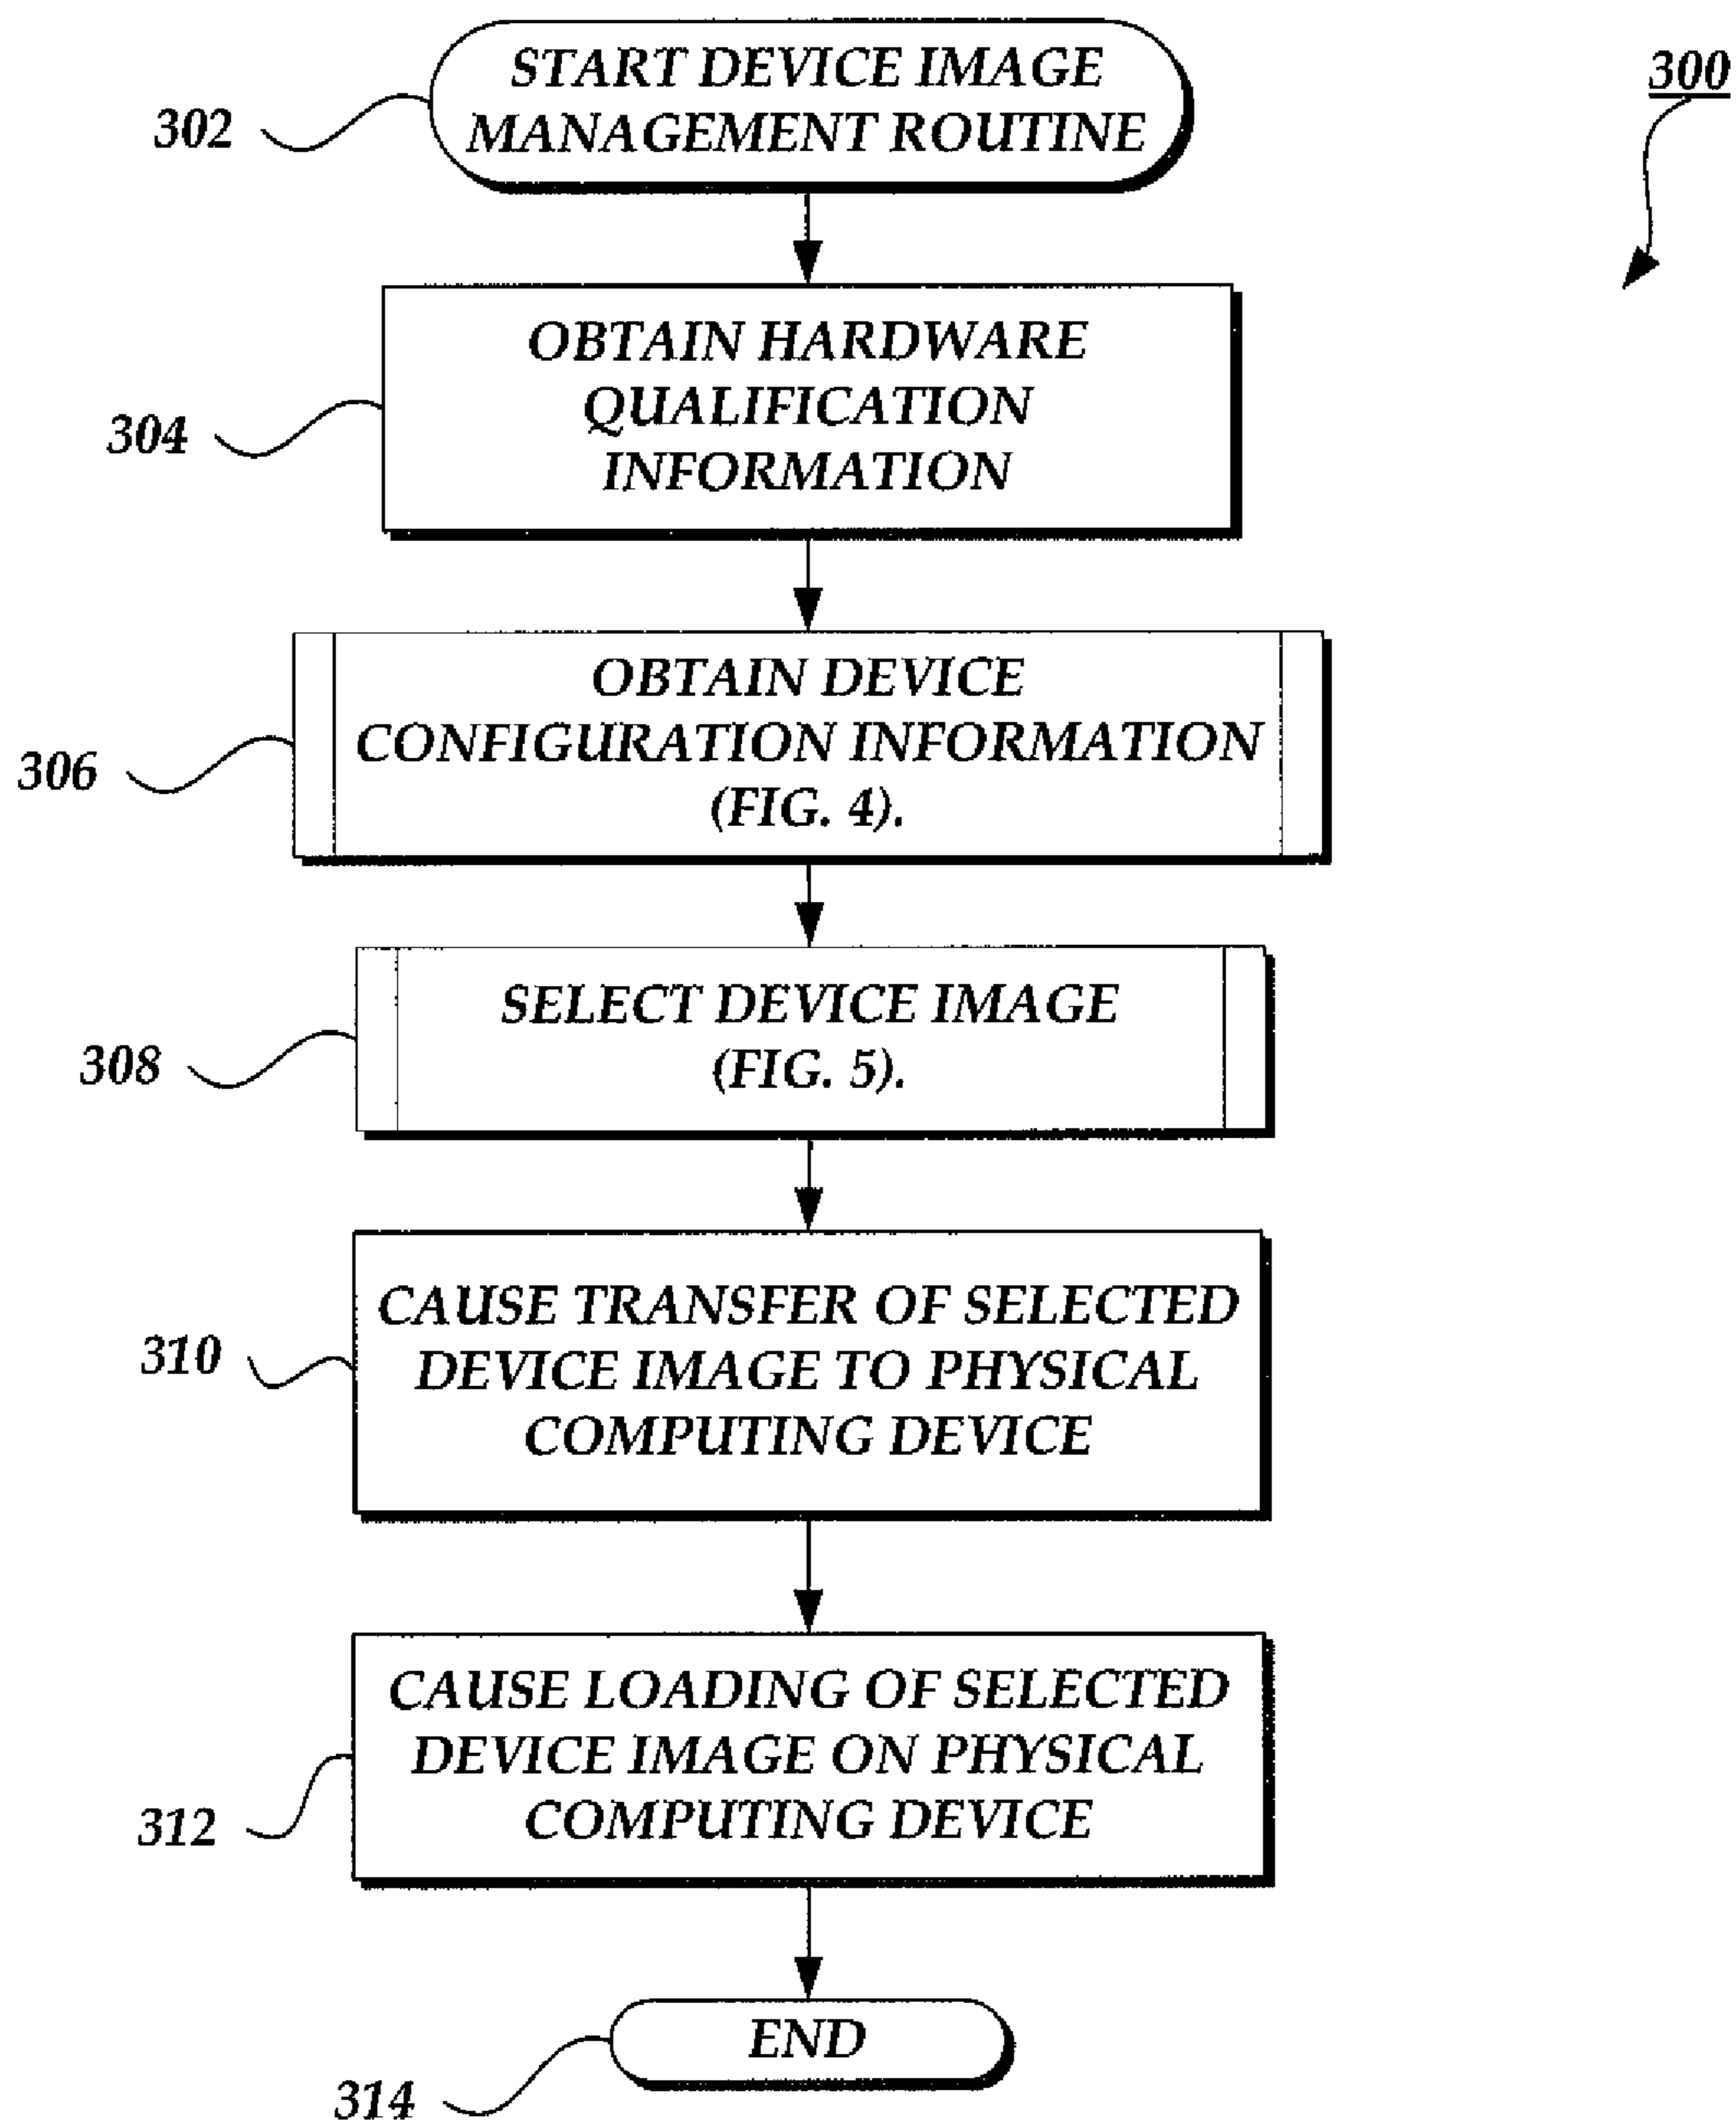 START DEVICE IMAGE
MANAGEMENT ROUTINE
302
300
OBTAIN HARDWARE
QUALIFICATION
INFORMATION
304
OBTAIN DEVICE
CONFIGURATION INFORMATION
(FIG. 4).
306
SELECT DEVICE IMAGE
(FIG. 5).
308
CAUSE TRANSFER OF SELECTED
DEVICE IMAGE TO PHYSICAL
COMPUTING DEVICE
310
CAUSE LOADING OF SELECTED
DEVICE IMAGE ON PHYSICAL
COMPUTING DEVICE
312
END
314